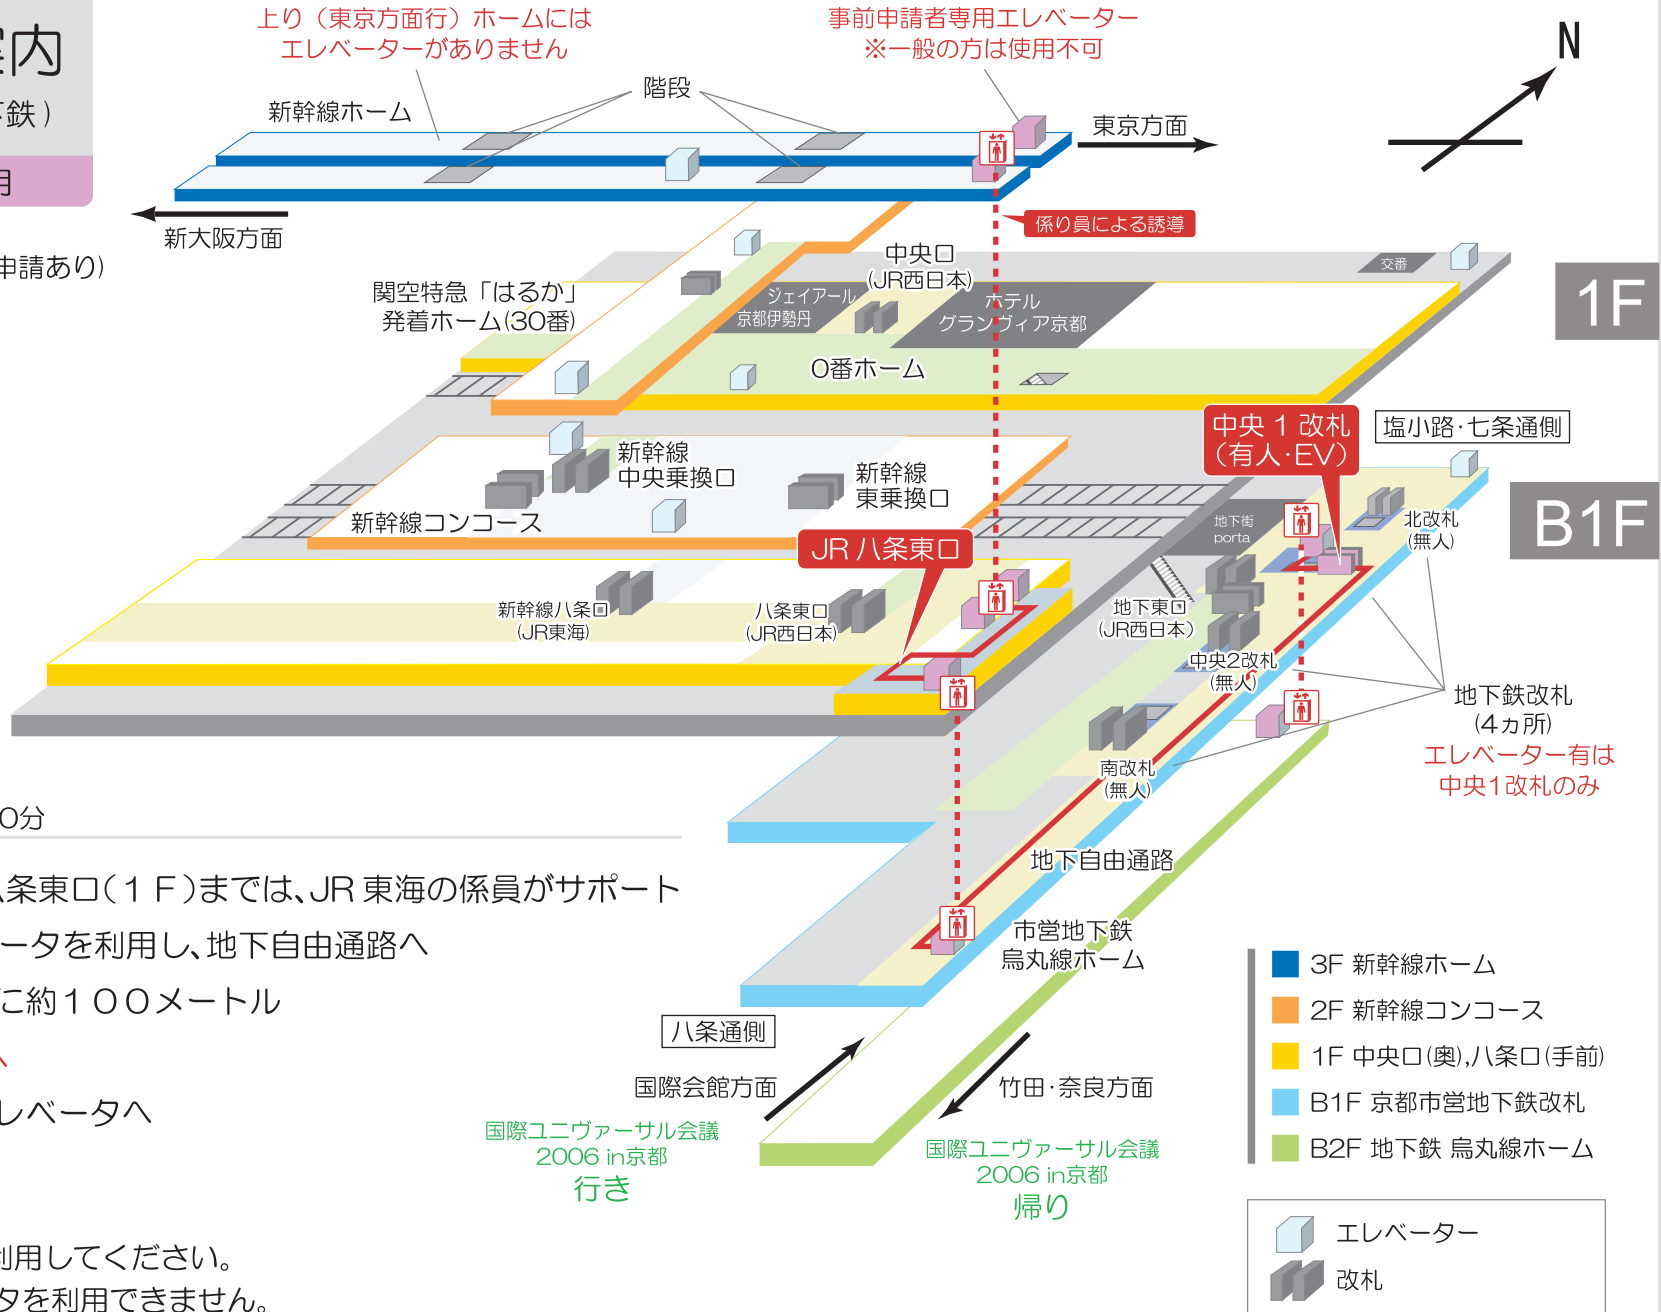 案内
下鉄）
用
申請あり)
上り（東京方面行）ホームには
エレベーターがありません
事前申請者専用エレベーター
※一般の方は使用不可
N
新幹線ホーム
階段
東京方面
新大阪方面
係り員による誘導
関空特急「はるか」
発着ホーム(30番)
中央口
(JR西日本)
ジェイアール
京都伊勢丹
ホテル
グランヴィア京都
交番
1F
0番ホーム
中央１改札
(有人・EV)
塩小路・七条通側
新幹線
中央乗換口
新幹線
東乗換口
新幹線コンコース
JR 八条東口
地下街
porta
北改札
(無人)
B1F
新幹線八条口
(JR東海)
八条東口
(JR西日本)
地下東口
(JR西日本)
中央2改札
(無人)
地下鉄改札
(4ヵ所)
エレベーター有は
中央1改札のみ
南改札
(無人)
0分
八条東口(１Ｆ)までは、JR 東海の係員がサポート
ータを利用し、地下自由通路へ
に約１００メートル
へ
レベータへ
利用してください。
タを利用できません。
地下自由通路
市営地下鉄
烏丸線ホーム
八条通側
国際会館方面
竹田・奈良方面
国際ユニヴァーサル会議
2006 in京都
行き
国際ユニヴァーサル会議
2006 in京都
帰り
3F 新幹線ホーム
2F 新幹線コンコース
1F 中央口(奥),八条口(手前)
B1F 京都市営地下鉄改札
B2F 地下鉄 烏丸線ホーム
エレベーター
改札